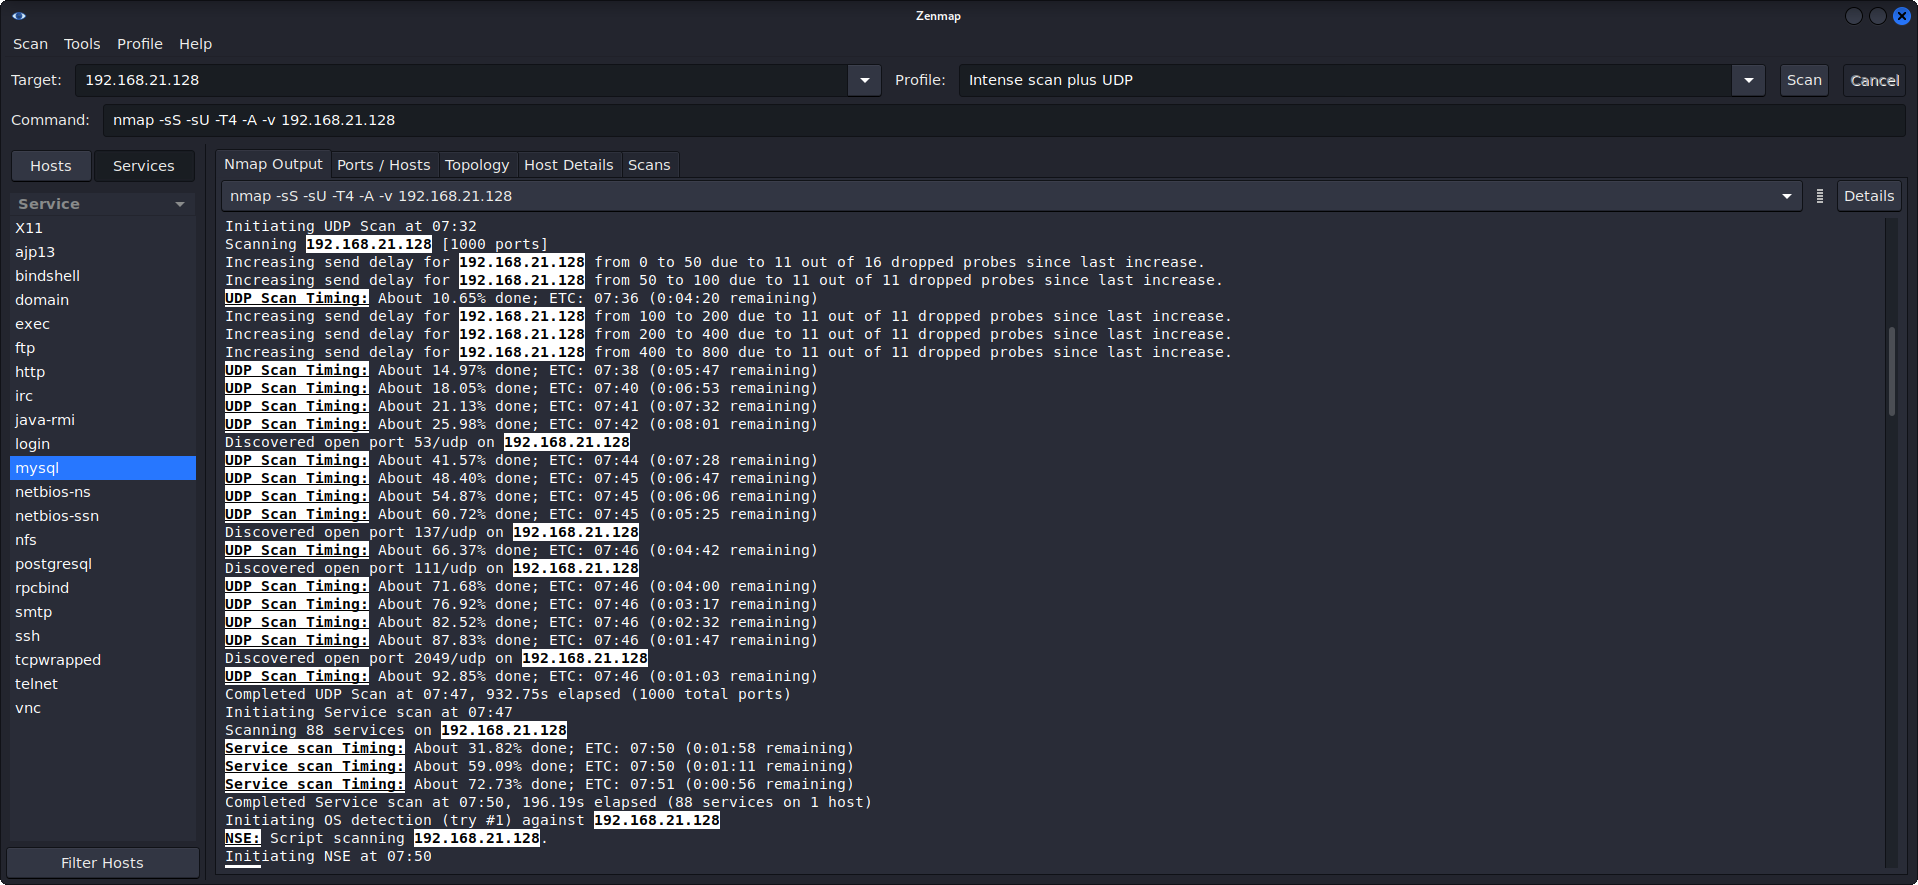 Zenmap
Scan Tools Profile Help
Target: 192.168.21.128 Profile: Intense scan plus UDP Scan Cancel
Command: nmap -sS -sU -T4 -A -v 192.168.21.128
Hosts Services
Service
X11
ajp13
bindshell
domain
exec
ftp
http
irc
java-rmi
login
mysql
netbios-ns
netbios-ssn
nfs
postgresql
rpcbind
smtp
ssh
tcpwrapped
telnet
vnc
Filter Hosts
Nmap Output Ports / Hosts Topology Host Details Scans
nmap -sS -sU -T4 -A -v 192.168.21.128 Details
Initiating UDP Scan at 07:32
Scanning 192.168.21.128 [1000 ports]
Increasing send delay for 192.168.21.128 from 0 to 50 due to 11 out of 16 dropped probes since last increase.
Increasing send delay for 192.168.21.128 from 50 to 100 due to 11 out of 11 dropped probes since last increase.
UDP Scan Timing: About 10.65% done; ETC: 07:36 (0:04:20 remaining)
Increasing send delay for 192.168.21.128 from 100 to 200 due to 11 out of 11 dropped probes since last increase.
Increasing send delay for 192.168.21.128 from 200 to 400 due to 11 out of 11 dropped probes since last increase.
Increasing send delay for 192.168.21.128 from 400 to 800 due to 11 out of 11 dropped probes since last increase.
UDP Scan Timing: About 14.97% done; ETC: 07:38 (0:05:47 remaining)
UDP Scan Timing: About 18.05% done; ETC: 07:40 (0:06:53 remaining)
UDP Scan Timing: About 21.13% done; ETC: 07:41 (0:07:32 remaining)
UDP Scan Timing: About 25.98% done; ETC: 07:42 (0:08:01 remaining)
Discovered open port 53/udp on 192.168.21.128
UDP Scan Timing: About 41.57% done; ETC: 07:44 (0:07:28 remaining)
UDP Scan Timing: About 48.40% done; ETC: 07:45 (0:06:47 remaining)
UDP Scan Timing: About 54.87% done; ETC: 07:45 (0:06:06 remaining)
UDP Scan Timing: About 60.72% done; ETC: 07:45 (0:05:25 remaining)
Discovered open port 137/udp on 192.168.21.128
UDP Scan Timing: About 66.37% done; ETC: 07:46 (0:04:42 remaining)
Discovered open port 111/udp on 192.168.21.128
UDP Scan Timing: About 71.68% done; ETC: 07:46 (0:04:00 remaining)
UDP Scan Timing: About 76.92% done; ETC: 07:46 (0:03:17 remaining)
UDP Scan Timing: About 82.52% done; ETC: 07:46 (0:02:32 remaining)
UDP Scan Timing: About 87.83% done; ETC: 07:46 (0:01:47 remaining)
Discovered open port 2049/udp on 192.168.21.128
UDP Scan Timing: About 92.85% done; ETC: 07:46 (0:01:03 remaining)
Completed UDP Scan at 07:47, 932.75s elapsed (1000 total ports)
Initiating Service scan at 07:47
Scanning 88 services on 192.168.21.128
Service scan Timing: About 31.82% done; ETC: 07:50 (0:01:58 remaining)
Service scan Timing: About 59.09% done; ETC: 07:50 (0:01:11 remaining)
Service scan Timing: About 72.73% done; ETC: 07:51 (0:00:56 remaining)
Completed Service scan at 07:50, 196.19s elapsed (88 services on 1 host)
Initiating OS detection (try #1) against 192.168.21.128
NSE: Script scanning 192.168.21.128.
Initiating NSE at 07:50